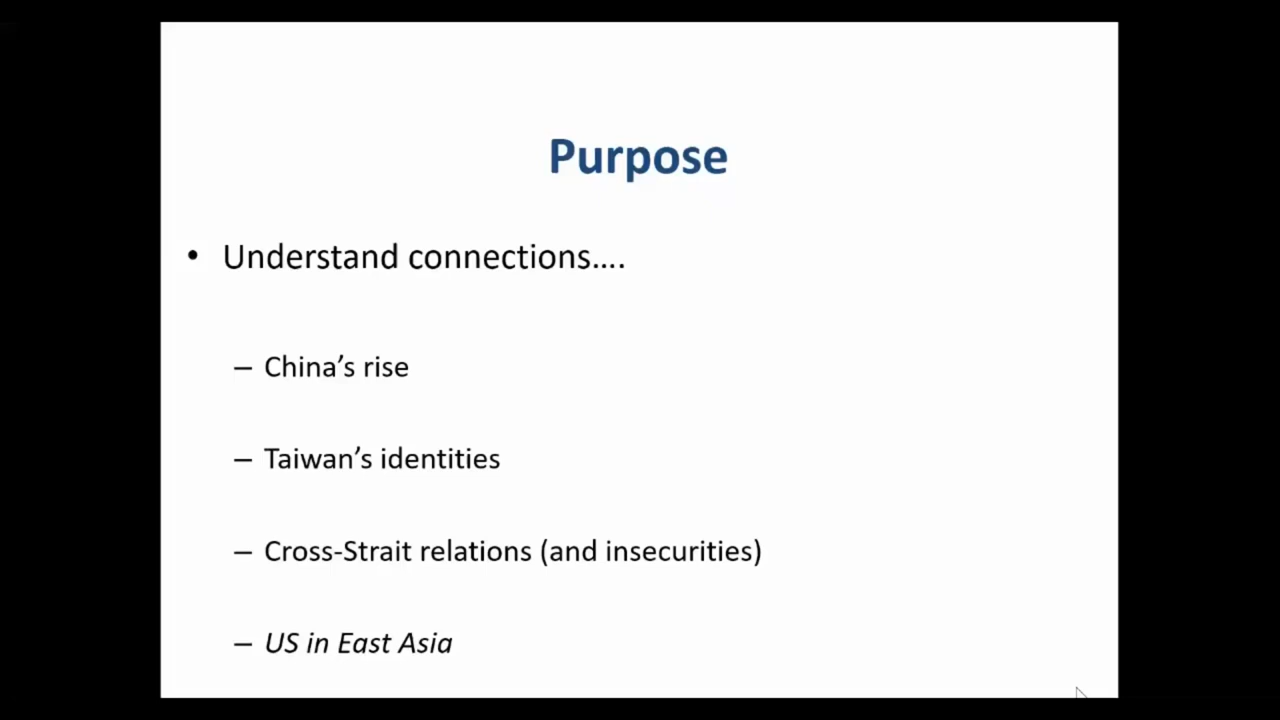 Purpose
• Understand connections....
– China's rise
– Taiwan's identities
– Cross-Strait relations (and insecurities)
– US in East Asia